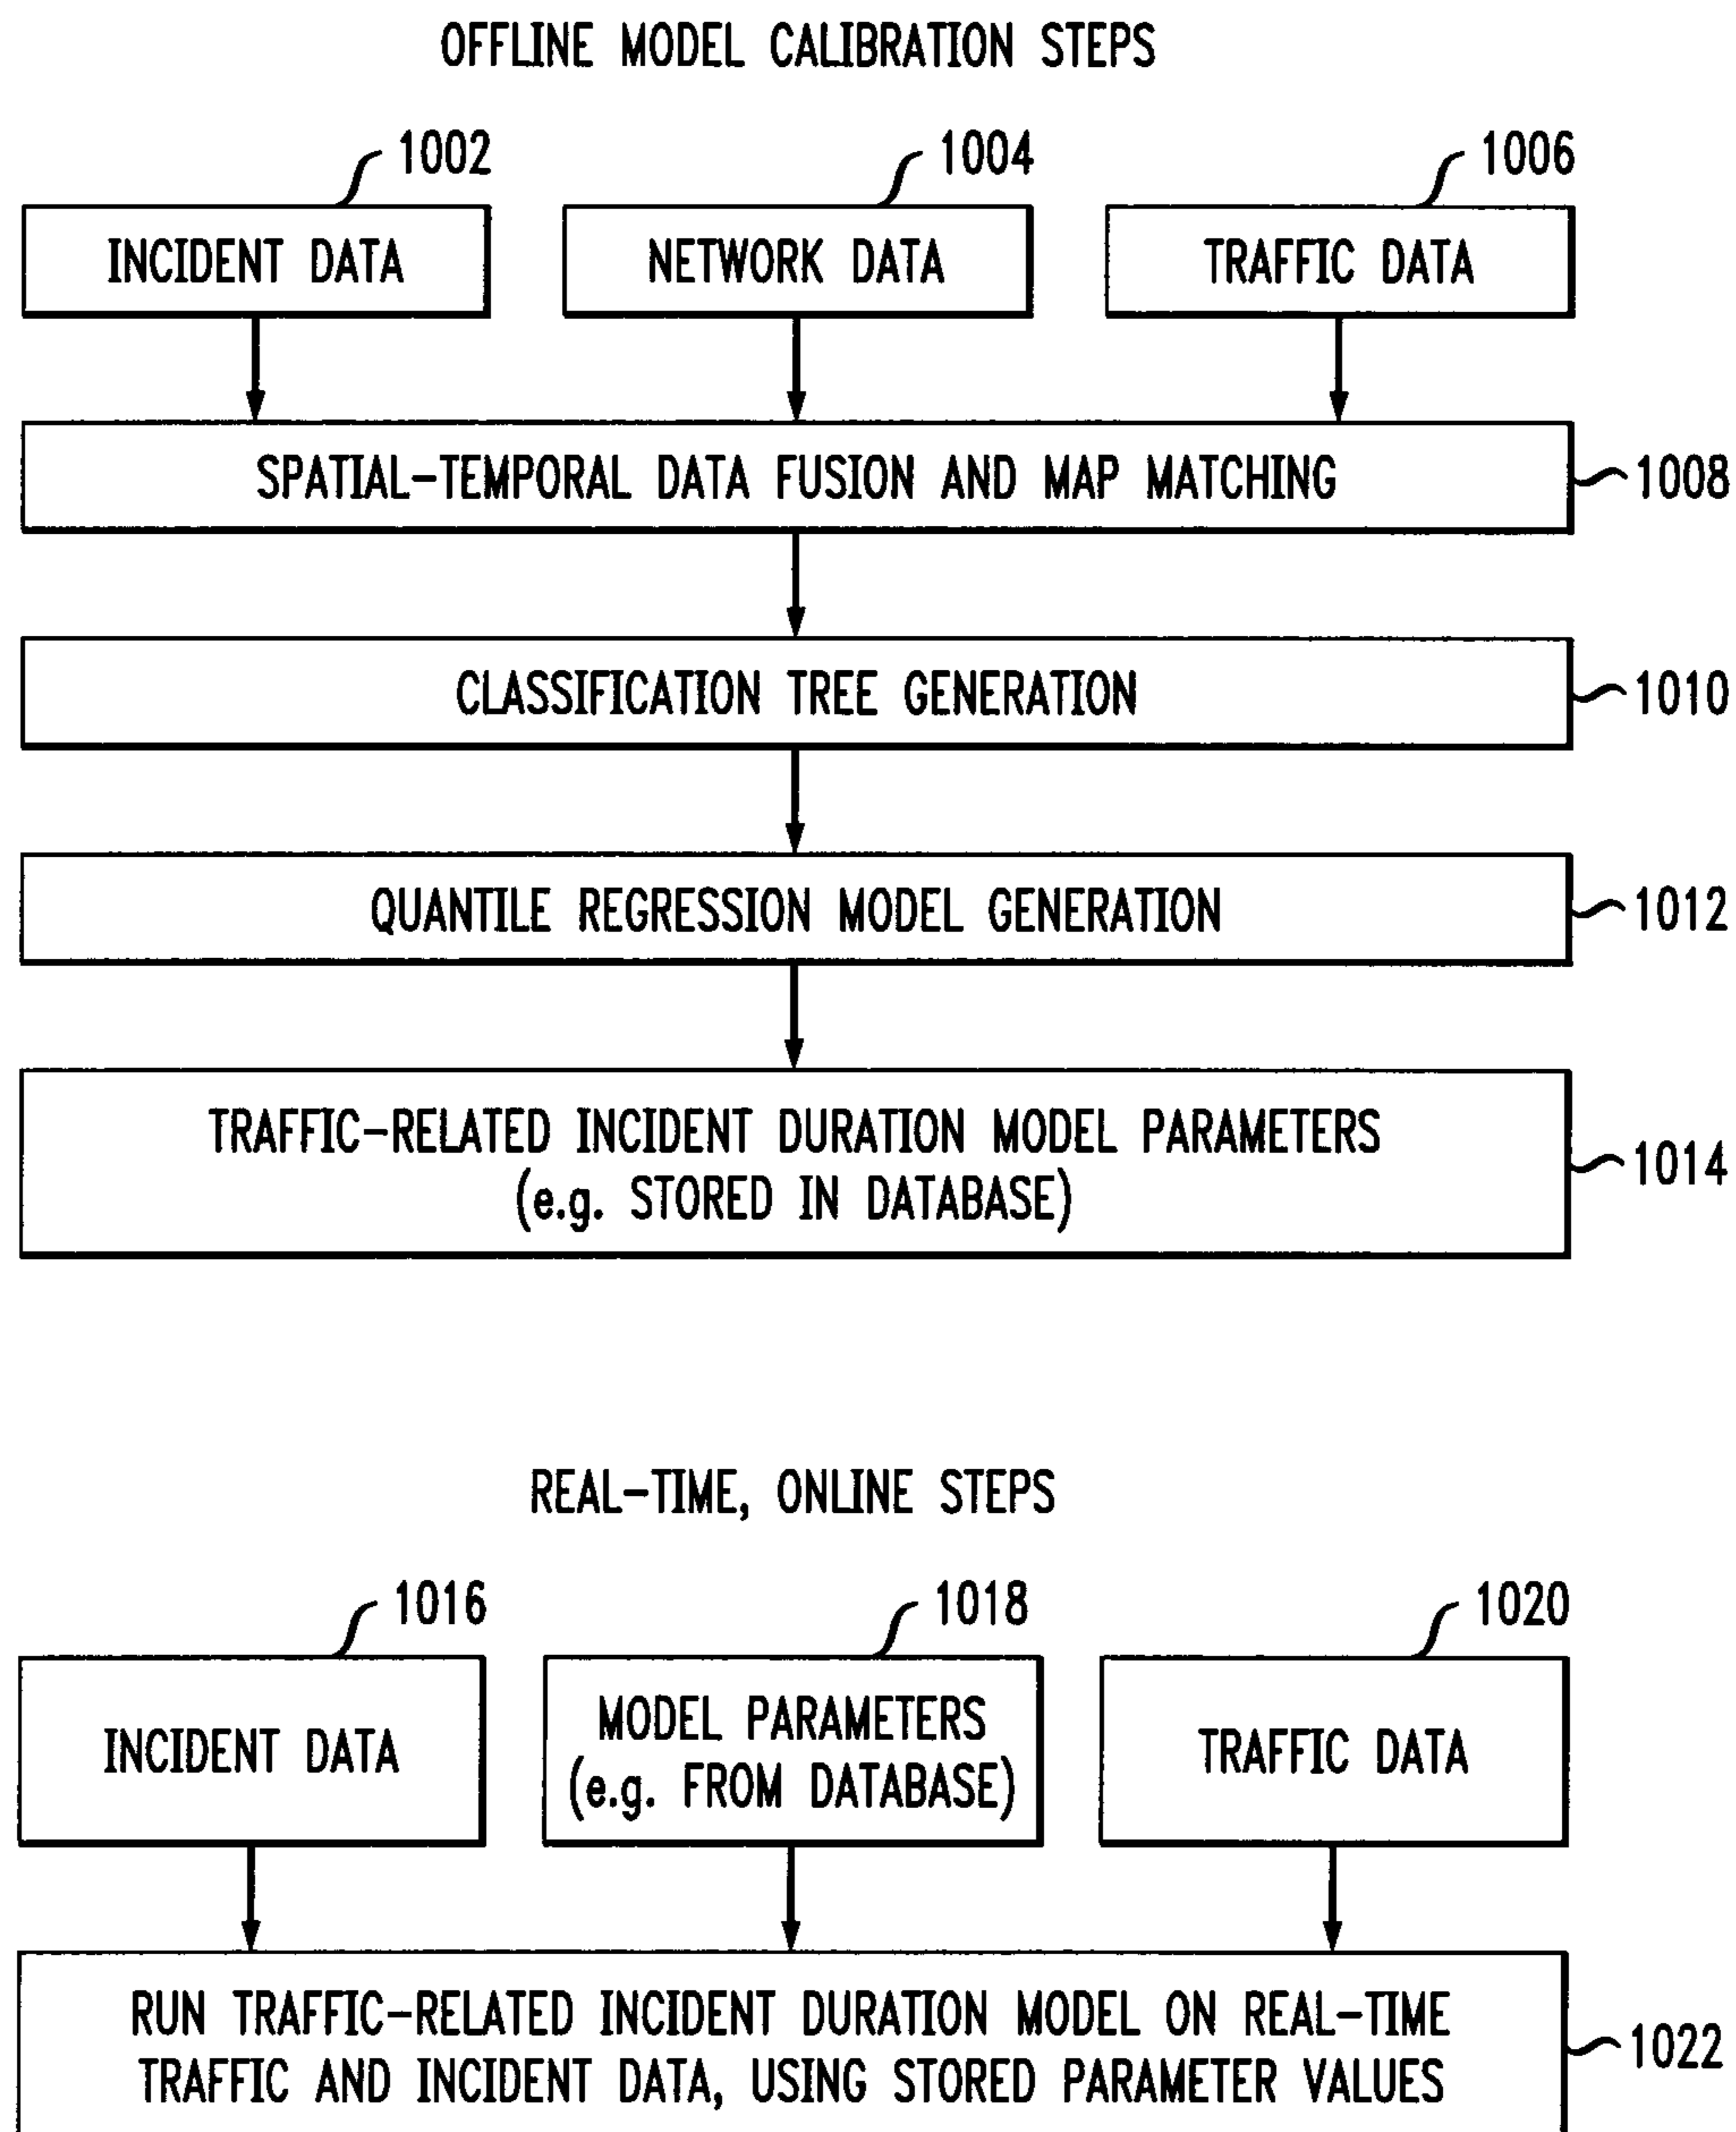 OFFLINE MODEL CALIBRATION STEPS
1002
1004
1006
INCIDENT DATA
NETWORK DATA
TRAFFIC DATA
SPATIAL-TEMPORAL DATA FUSION AND MAP MATCHING
1008
CLASSIFICATION TREE GENERATION
1010
QUANTILE REGRESSION MODEL GENERATION
1012
TRAFFIC-RELATED INCIDENT DURATION MODEL PARAMETERS
(e.g. STORED IN DATABASE)
1014
REAL-TIME, ONLINE STEPS
1016
1018
1020
INCIDENT DATA
MODEL PARAMETERS
(e.g. FROM DATABASE)
TRAFFIC DATA
RUN TRAFFIC-RELATED INCIDENT DURATION MODEL ON REAL-TIME
TRAFFIC AND INCIDENT DATA, USING STORED PARAMETER VALUES
1022